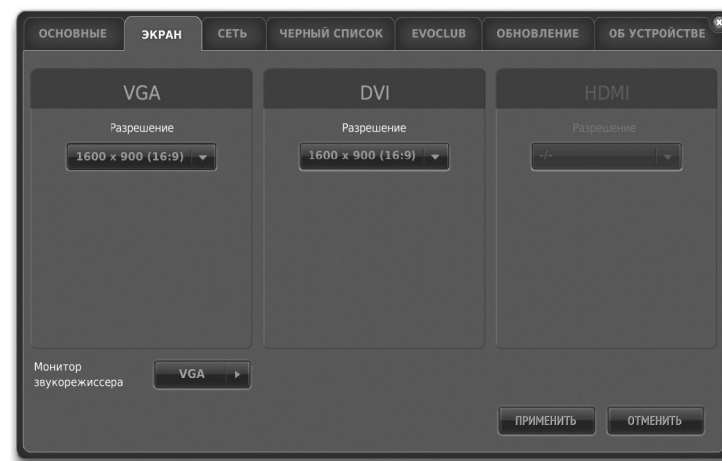 ОСНОВНЫЕ ЭКРАН СЕТЬ ЧЕРНЫЙ СПИСОК EVOCLUB ОБНОВЛЕНИЕ ОБ УСТРОЙСТВЕ
VGA DVI HDMI
Разрешение Разрешение Разрешение
1600 x 900 (16:9) 1600 x 900 (16:9) -/-
Монитор
звукорежиссера
VGA
ПРИМЕНИТЬ ОТМЕНИТЬ